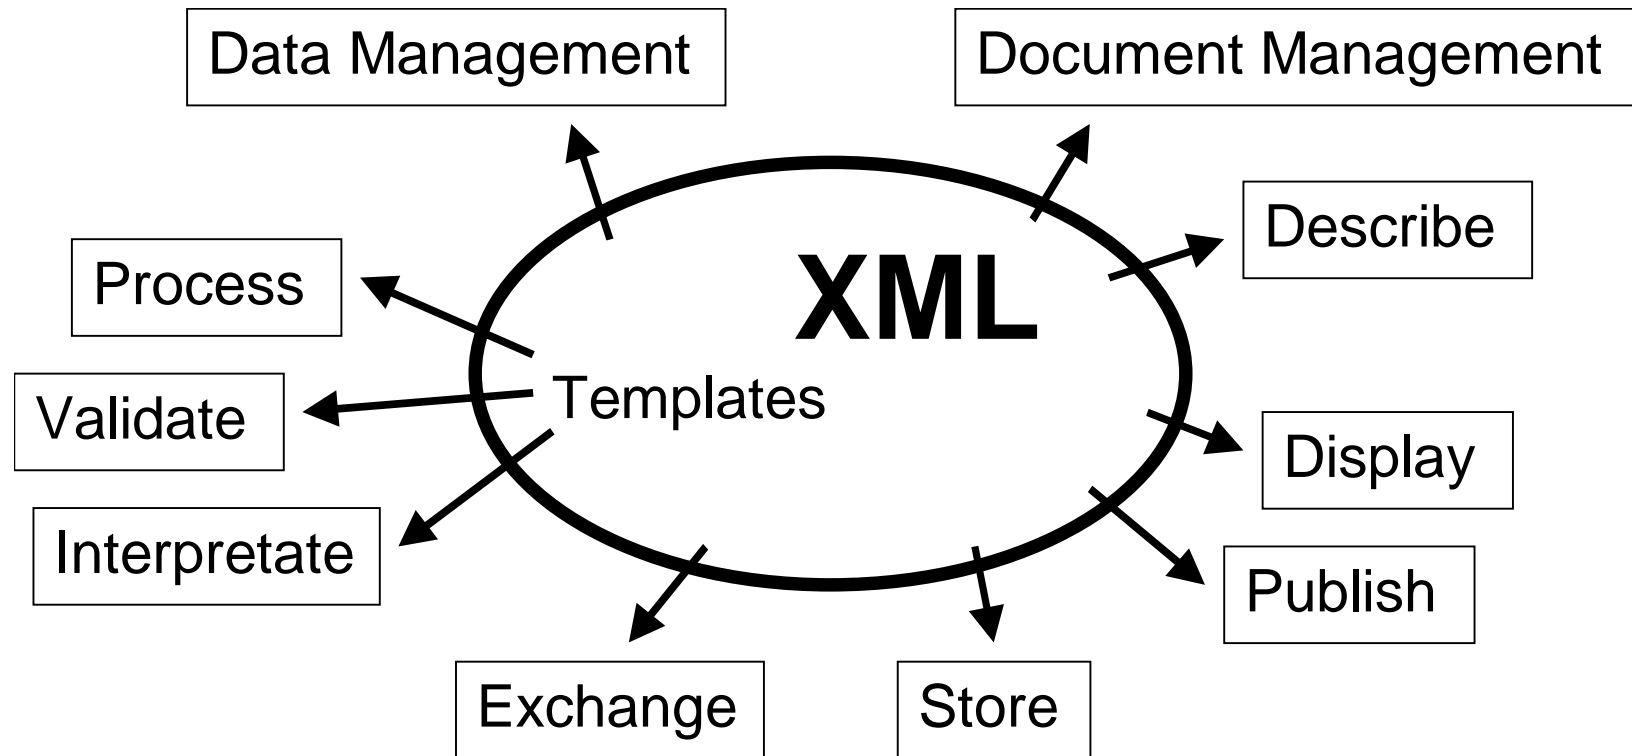 Data Management
Document Management
Describe
XML
Process
Templates
Validate
Display
Interpretate
Publish
Exchange
Store